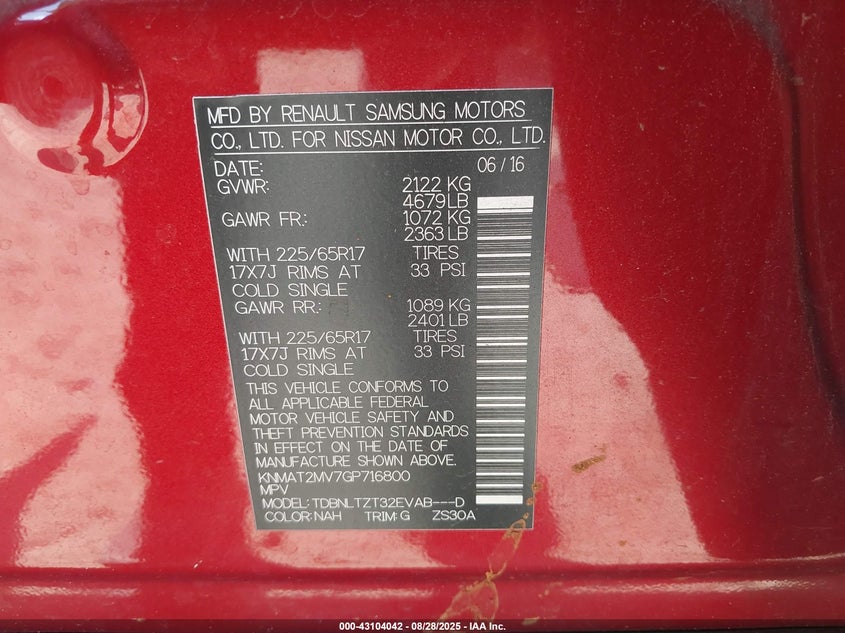 MFD BY RENAULT SAMSUNG MOTORS
CO., LTD. FOR NISSAN MOTOR CO., LTD.
DATE: 06/16
GVWR: 2122 KG
4679 LB
GAWR FR.: 1072 KG
2363 LB
WITH 225/65R17 TIRES
17X7J RIMS AT 33 PSI
COLD SINGLE
GAWR RR.: 1089 KG
2401 LB
WITH 225/65R17 TIRES
17X7J RIMS AT 33 PSI
COLD SINGLE
THIS VEHICLE CONFORMS TO
ALL APPLICABLE FEDERAL
MOTOR VEHICLE SAFETY AND
THEFT PREVENTION STANDARDS
IN EFFECT ON THE DATE OF
MANUFACTURE SHOWN ABOVE.
KNMAT2MV7GP716800
MPV
MODEL: TDBNLTZT32EVAB---D
COLOR: NAH TRIM: G ZS30A
000-43104042 / 08/28/2025 - IAA Inc.